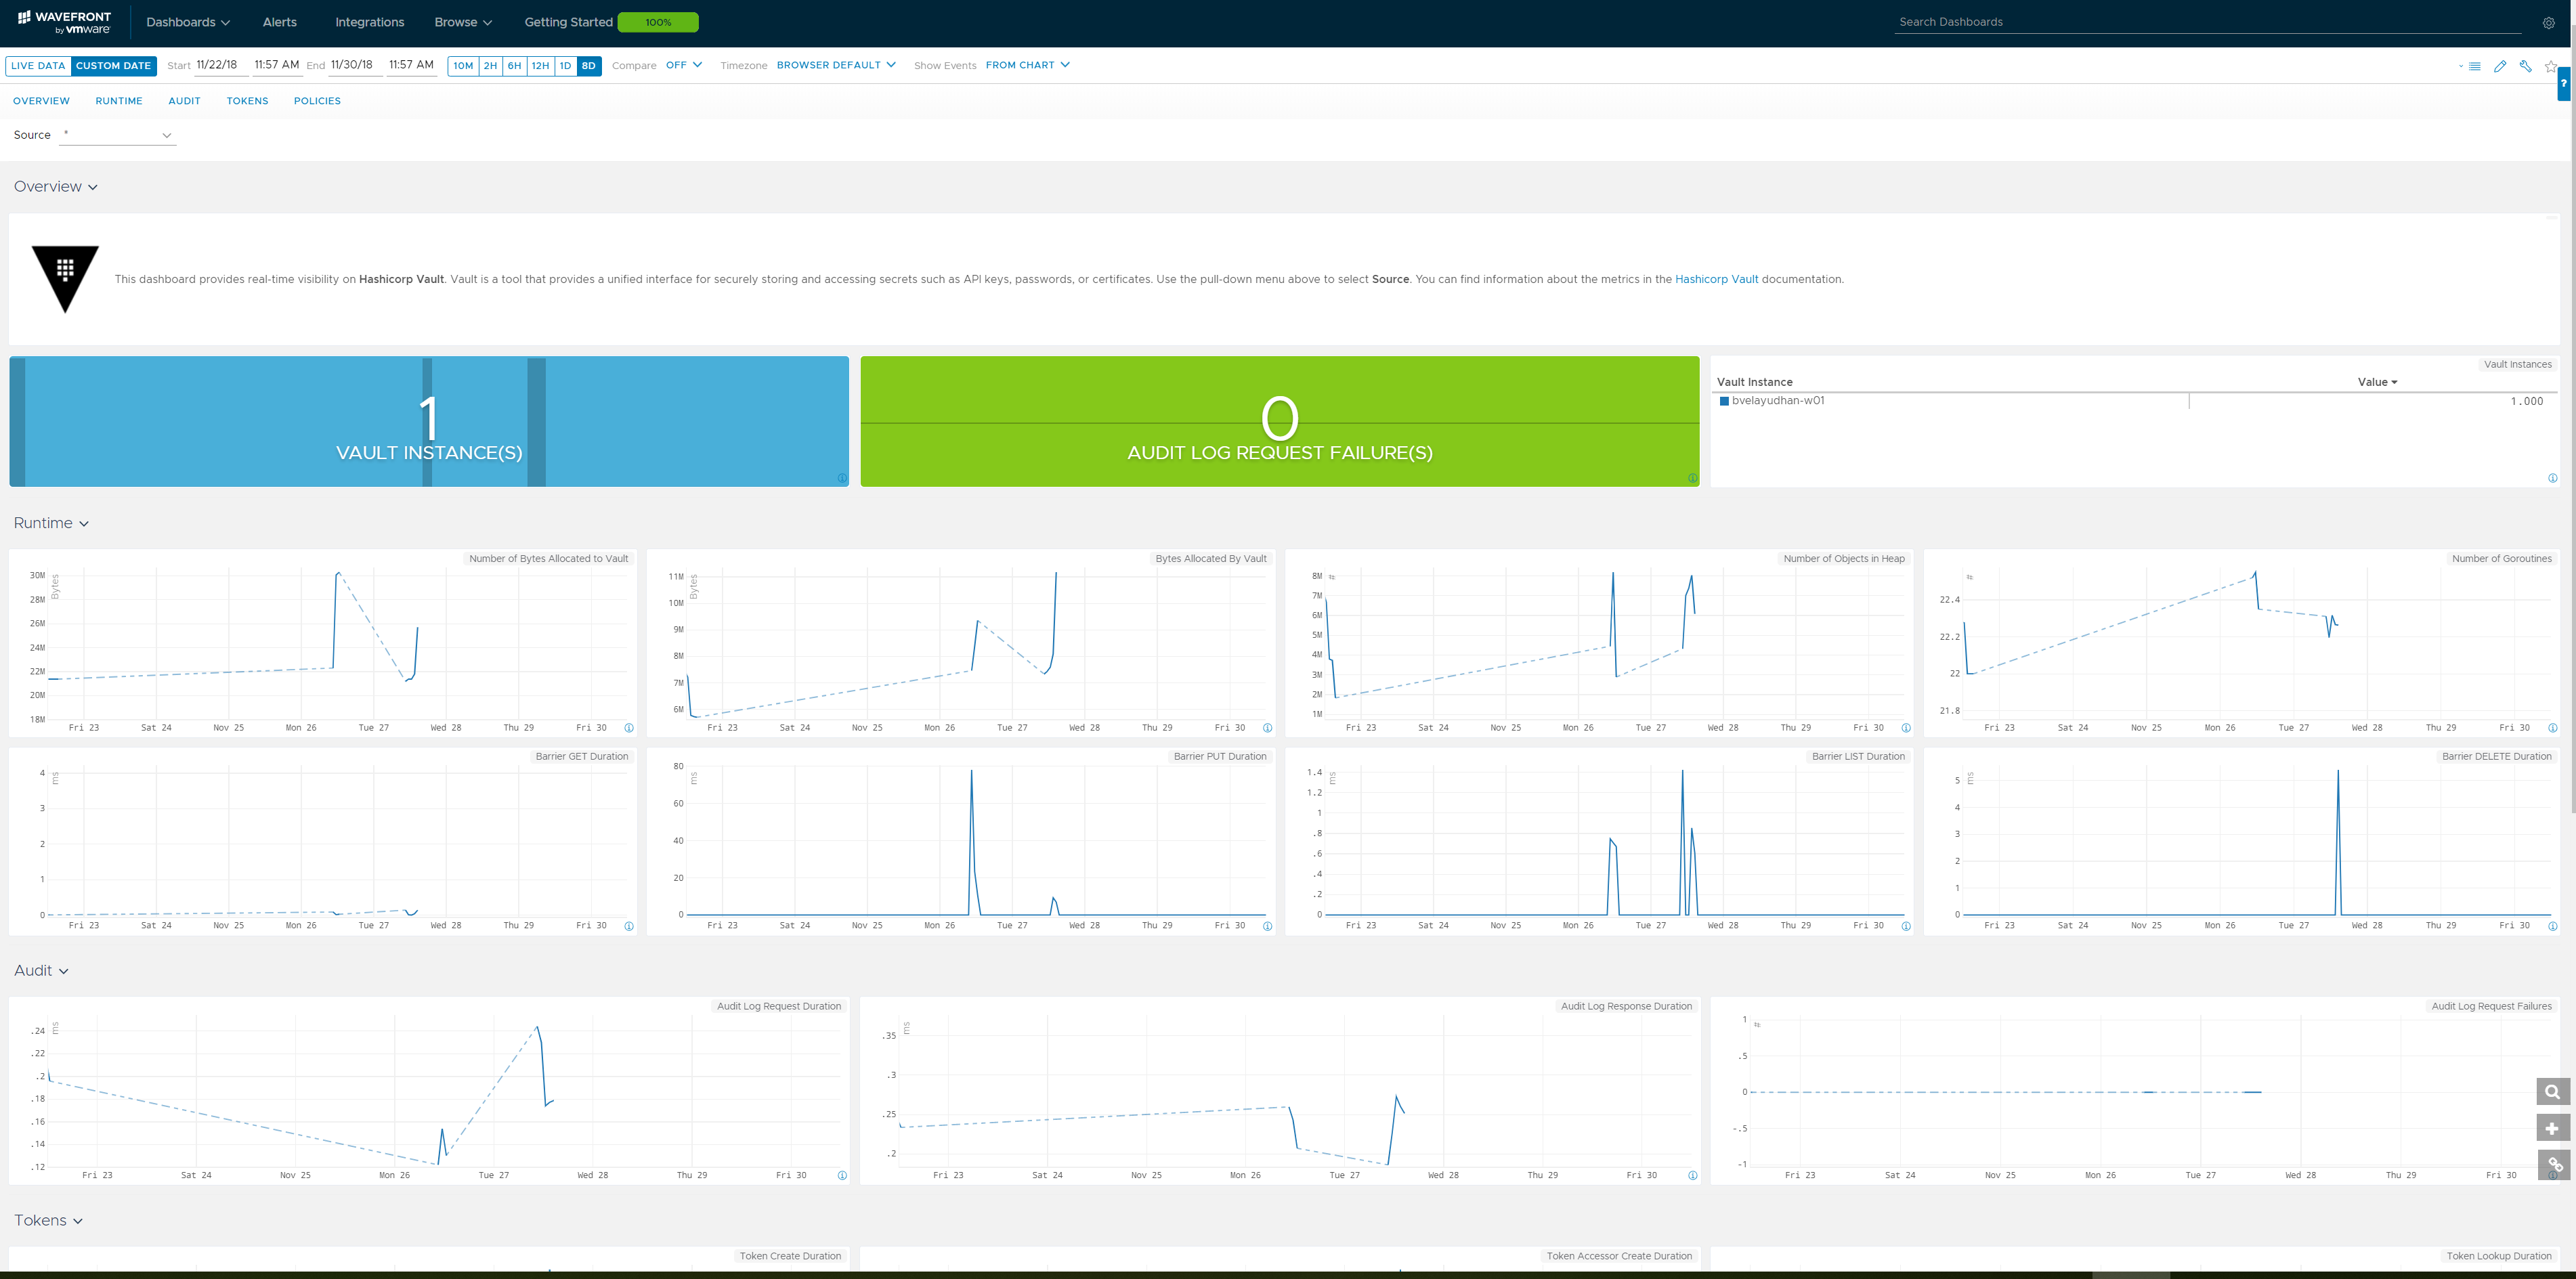 WAVEFRONT
by vmware
Dashboards Alerts Integrations Browse Getting Started 100% Search Dashboards
LIVE DATA CUSTOM DATE Start 11/22/18 11:57 AM End 11/30/18 11:57 AM 10M 2H 6H 12H 1D 8D Compare OFF Timezone BROWSER DEFAULT Show Events FROM CHART
?
OVERVIEW RUNTIME AUDIT TOKENS POLICIES
Source *
Overview
This dashboard provides real-time visibility on Hashicorp Vault. Vault is a tool that provides a unified interface for securely storing and accessing secrets such as API keys, passwords, or certificates. Use the pull-down menu above to select Source. You can find information about the metrics in the Hashicorp Vault documentation.
1
VAULT INSTANCE(S)
0
AUDIT LOG REQUEST FAILURE(S)
Vault Instances
Vault Instance Value
bvelayudhan-w01 1.000
Runtime
Number of Bytes Allocated to Vault
Bytes
30M
28M
26M
24M
22M
20M
18M
Fri 23 Sat 24 Nov 25 Mon 26 Tue 27 Wed 28 Thu 29 Fri 30
Bytes Allocated By Vault
Bytes
11M
10M
9M
8M
7M
6M
Fri 23 Sat 24 Nov 25 Mon 26 Tue 27 Wed 28 Thu 29 Fri 30
Number of Objects in Heap
#
8M
7M
6M
5M
4M
3M
2M
1M
Fri 23 Sat 24 Nov 25 Mon 26 Tue 27 Wed 28 Thu 29 Fri 30
Number of Goroutines
#
22.4
22.2
22
21.8
Fri 23 Sat 24 Nov 25 Mon 26 Tue 27 Wed 28 Thu 29 Fri 30
Barrier GET Duration
ms
4
3
2
1
0
Fri 23 Sat 24 Nov 25 Mon 26 Tue 27 Wed 28 Thu 29 Fri 30
Barrier PUT Duration
ms
80
60
40
20
0
Fri 23 Sat 24 Nov 25 Mon 26 Tue 27 Wed 28 Thu 29 Fri 30
Barrier LIST Duration
ms
1.4
1.2
1
.8
.6
.4
.2
0
Fri 23 Sat 24 Nov 25 Mon 26 Tue 27 Wed 28 Thu 29 Fri 30
Barrier DELETE Duration
ms
5
4
3
2
1
0
Fri 23 Sat 24 Nov 25 Mon 26 Tue 27 Wed 28 Thu 29 Fri 30
Audit
Audit Log Request Duration
ms
.24
.22
.2
.18
.16
.14
.12
Fri 23 Sat 24 Nov 25 Mon 26 Tue 27 Wed 28 Thu 29 Fri 30
Audit Log Response Duration
ms
.35
.3
.25
.2
Fri 23 Sat 24 Nov 25 Mon 26 Tue 27 Wed 28 Thu 29 Fri 30
Audit Log Request Failures
#
1
.5
0
-.5
-1
Fri 23 Sat 24 Nov 25 Mon 26 Tue 27 Wed 28 Thu 29 Fri 30
Tokens
Token Create Duration
Token Accessor Create Duration
Token Lookup Duration